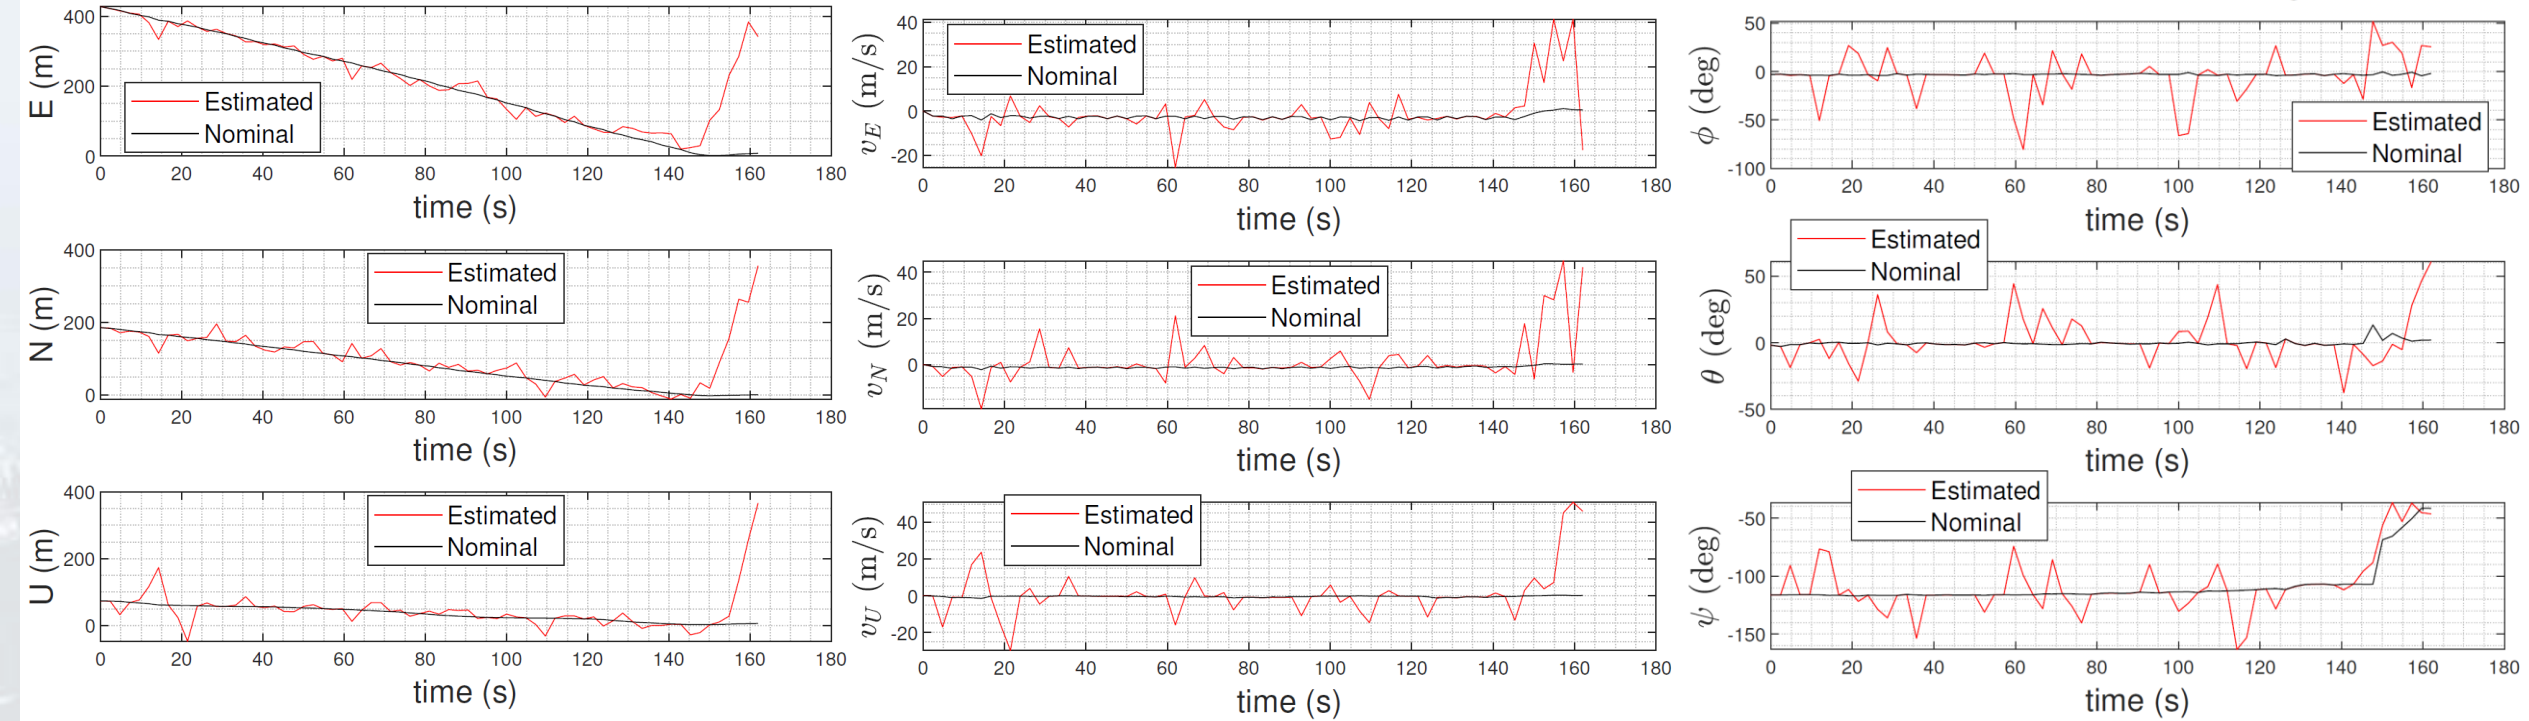 E (m)
400
200
0
Estimated
Nominal
0 20 40 60 80 100 120 140 160 180
time (s)
v_E (m/s)
40
20
0
-20
Estimated
Nominal
0 20 40 60 80 100 120 140 160 180
time (s)
ϕ (deg)
50
0
-50
-100
Estimated
Nominal
0 20 40 60 80 100 120 140 160 180
time (s)
N (m)
400
200
0
Estimated
Nominal
0 20 40 60 80 100 120 140 160 180
time (s)
v_N (m/s)
40
20
0
Estimated
Nominal
0 20 40 60 80 100 120 140 160 180
time (s)
θ (deg)
50
0
-50
Estimated
Nominal
0 20 40 60 80 100 120 140 160 180
time (s)
U (m)
400
200
0
Estimated
Nominal
0 20 40 60 80 100 120 140 160 180
time (s)
v_U (m/s)
40
20
0
-20
Estimated
Nominal
0 20 40 60 80 100 120 140 160 180
time (s)
ψ (deg)
-50
-100
-150
Estimated
Nominal
0 20 40 60 80 100 120 140 160 180
time (s)